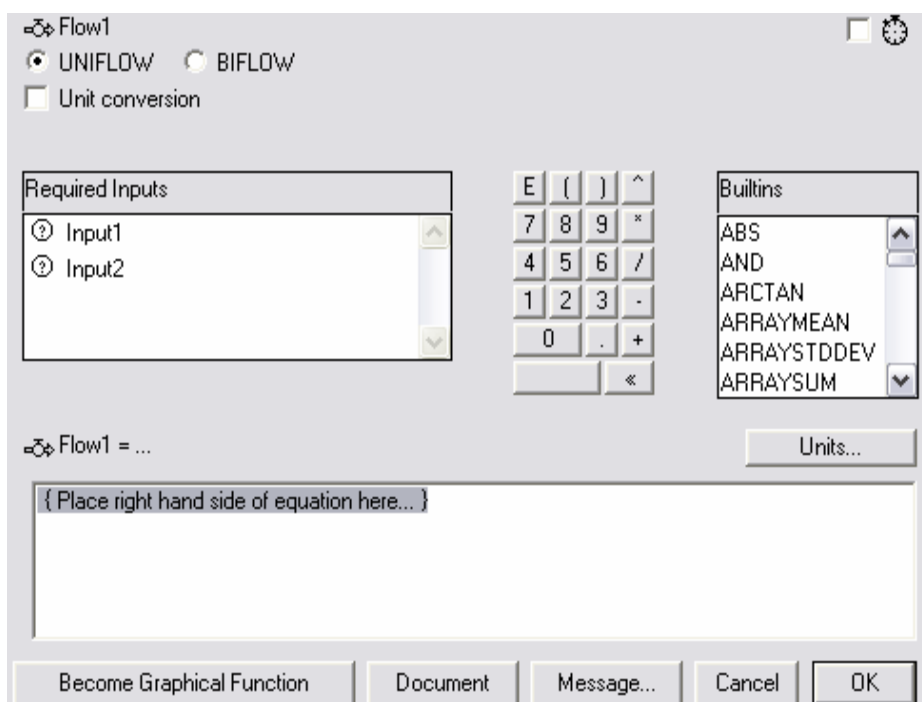 Flow1
UNIFLOW BIFLOW
Unit conversion
Required Inputs
Input1
Input2
E ( ) ^
7 8 9 *
4 5 6 /
1 2 3 -
0 . +
«
Builtins
ABS
AND
ARCTAN
ARRAYMEAN
ARRAYSTDDEV
ARRAYSUM
Flow1 = ...
Units...
{ Place right hand side of equation here... }
Become Graphical Function Document Message... Cancel OK